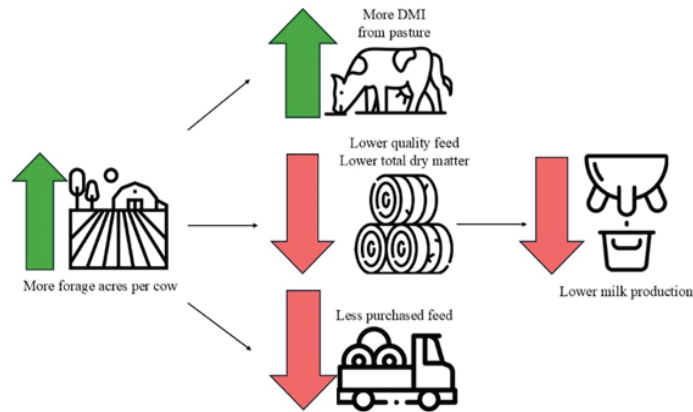 More DMI
from pasture
Lower quality feed
Lower total dry matter
More forage acres per cow
Lower milk production
Less purchased feed